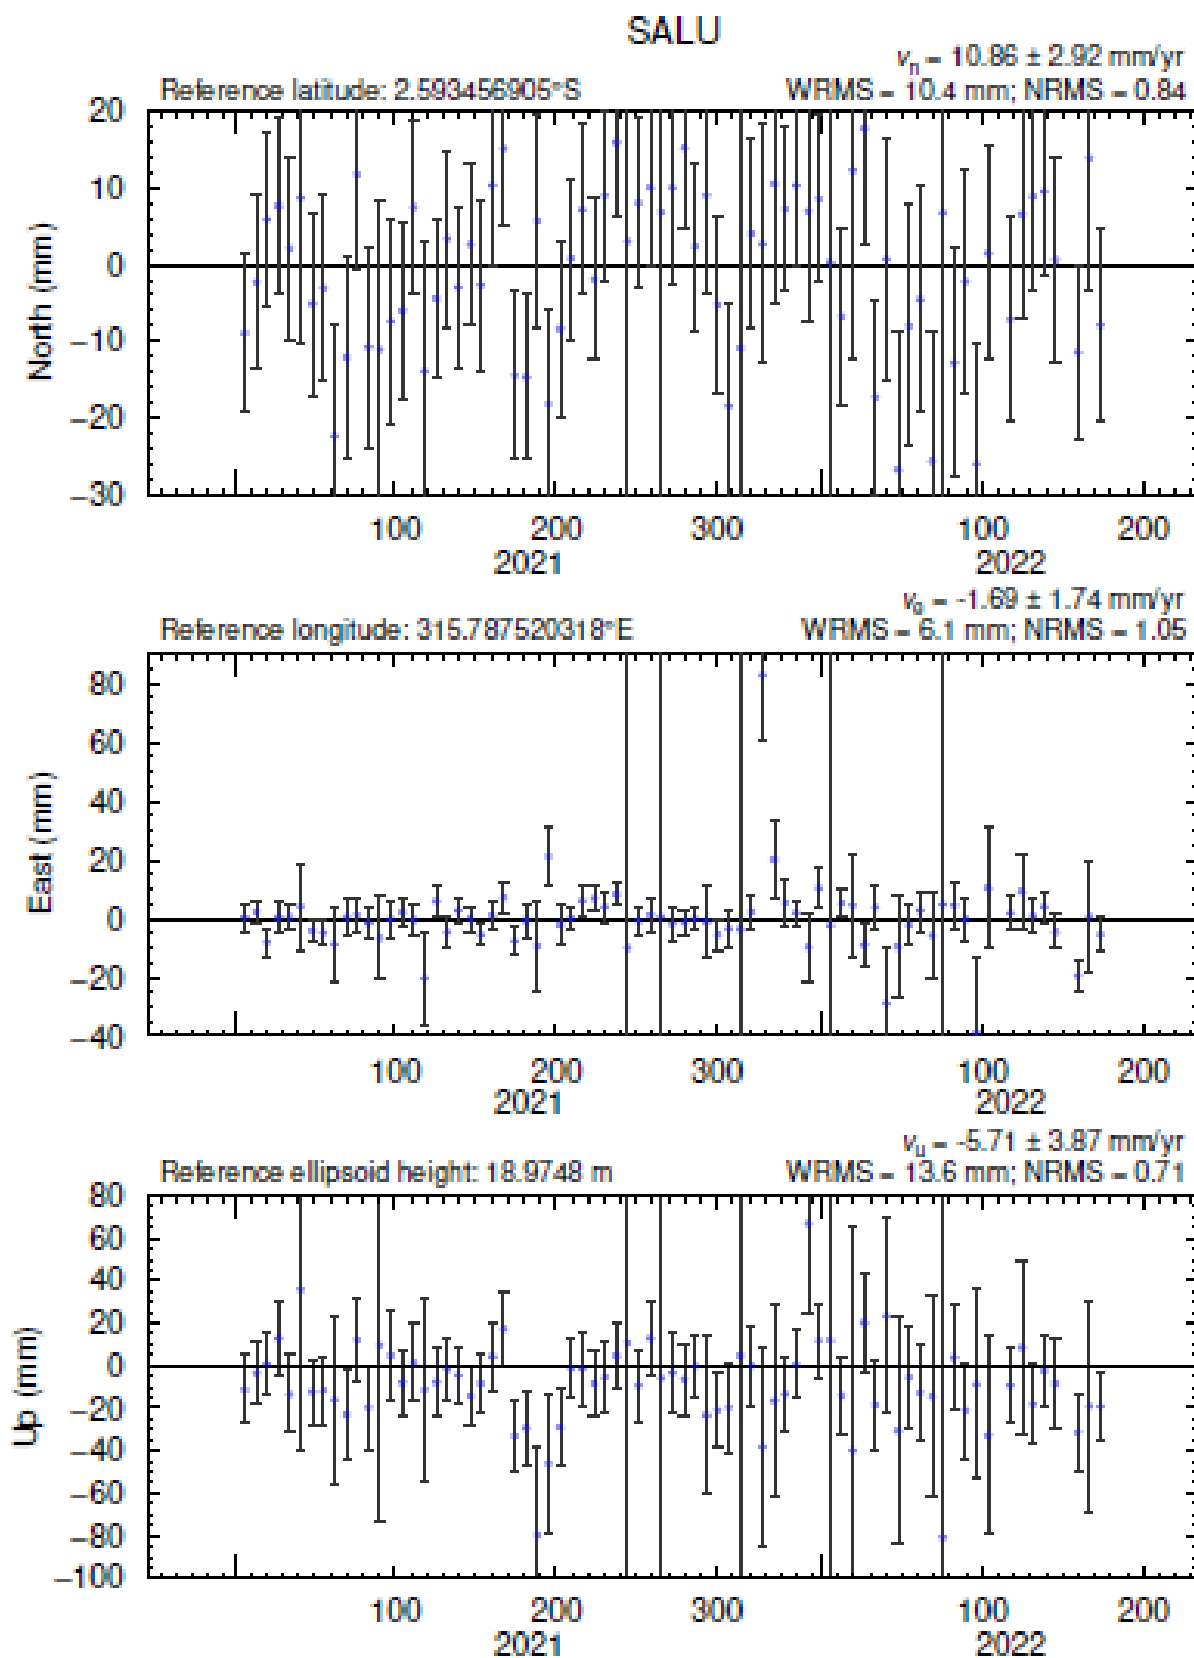 SALU
vn = 10.86 ± 2.92 mm/yr
Reference latitude: 2.593456905°S WRMS = 10.4 mm; NRMS = 0.84
20
10
0
−10
−20
−30
North (mm)
100 200 300 100 200
2021 2022
ve = -1.69 ± 1.74 mm/yr
Reference longitude: 315.787520318°E WRMS = 6.1 mm; NRMS = 1.05
80
60
40
20
0
−20
−40
East (mm)
100 200 300 100 200
2021 2022
vu = -5.71 ± 3.87 mm/yr
Reference ellipsoid height: 18.9748 m WRMS = 13.6 mm; NRMS = 0.71
80
60
40
20
0
−20
−40
−60
−80
−100
Up (mm)
100 200 300 100 200
2021 2022